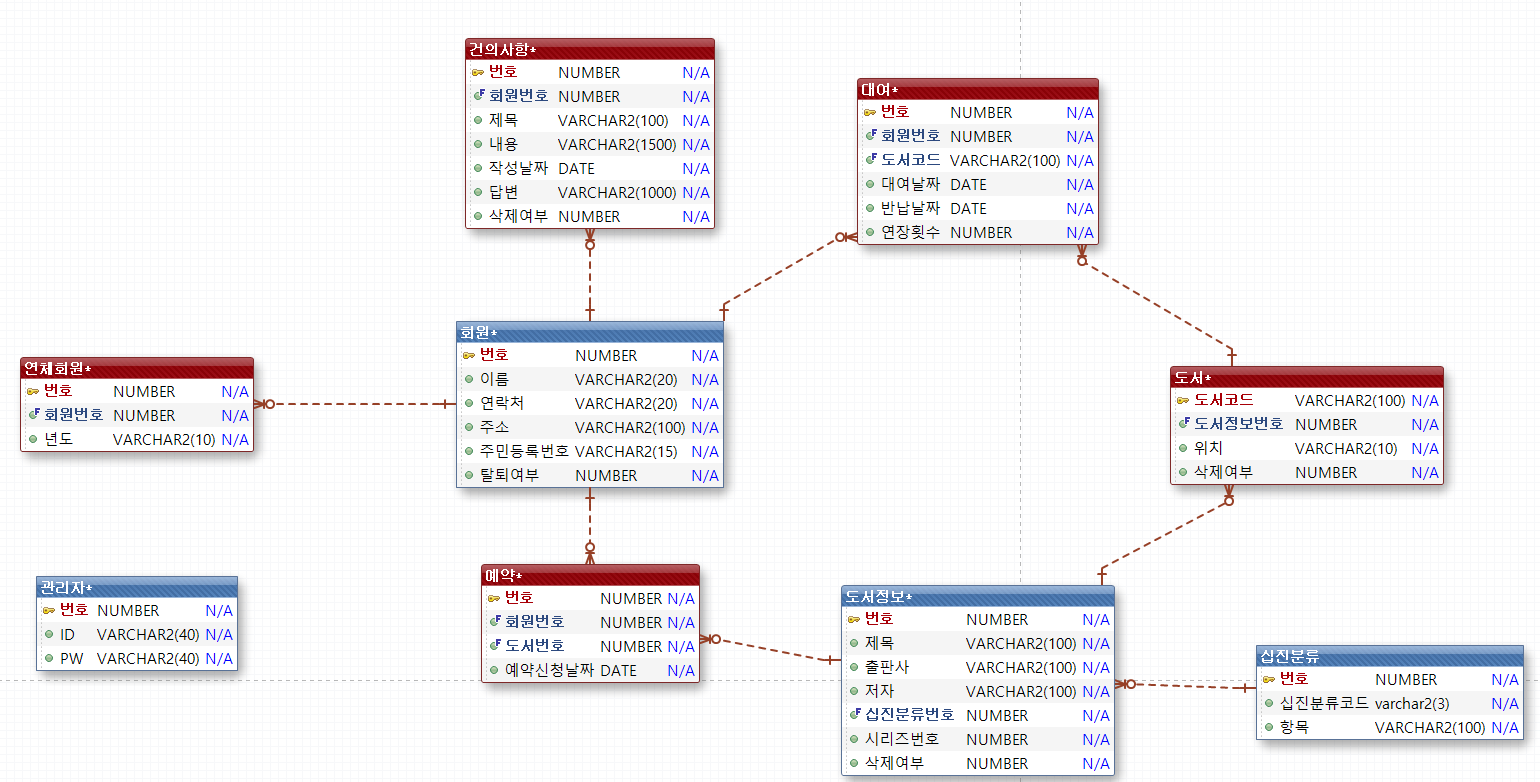 건의사항*
번호 NUMBER N/A
회원번호 NUMBER N/A
제목 VARCHAR2(100) N/A
내용 VARCHAR2(1500) N/A
작성날짜 DATE N/A
답변 VARCHAR2(1000) N/A
삭제여부 NUMBER N/A
대여*
번호 NUMBER N/A
회원번호 NUMBER N/A
도서코드 VARCHAR2(100) N/A
대여날짜 DATE N/A
반납날짜 DATE N/A
연장횟수 NUMBER N/A
회원*
번호 NUMBER N/A
이름 VARCHAR2(20) N/A
연락처 VARCHAR2(20) N/A
주소 VARCHAR2(100) N/A
주민등록번호 VARCHAR2(15) N/A
탈퇴여부 NUMBER N/A
연체회원*
번호 NUMBER N/A
회원번호 NUMBER N/A
년도 VARCHAR2(10) N/A
도서*
도서코드 VARCHAR2(100) N/A
도서정보번호 NUMBER N/A
위치 VARCHAR2(10) N/A
삭제여부 NUMBER N/A
관리자*
번호 NUMBER N/A
ID VARCHAR2(40) N/A
PW VARCHAR2(40) N/A
예약*
번호 NUMBER N/A
회원번호 NUMBER N/A
도서번호 NUMBER N/A
예약신청날짜 DATE N/A
도서정보*
번호 NUMBER N/A
제목 VARCHAR2(100) N/A
출판사 VARCHAR2(100) N/A
저자 VARCHAR2(100) N/A
십진분류번호 NUMBER N/A
시리즈번호 NUMBER N/A
삭제여부 NUMBER N/A
십진분류
번호 NUMBER N/A
십진분류코드 varchar2(3) N/A
항목 VARCHAR2(100) N/A